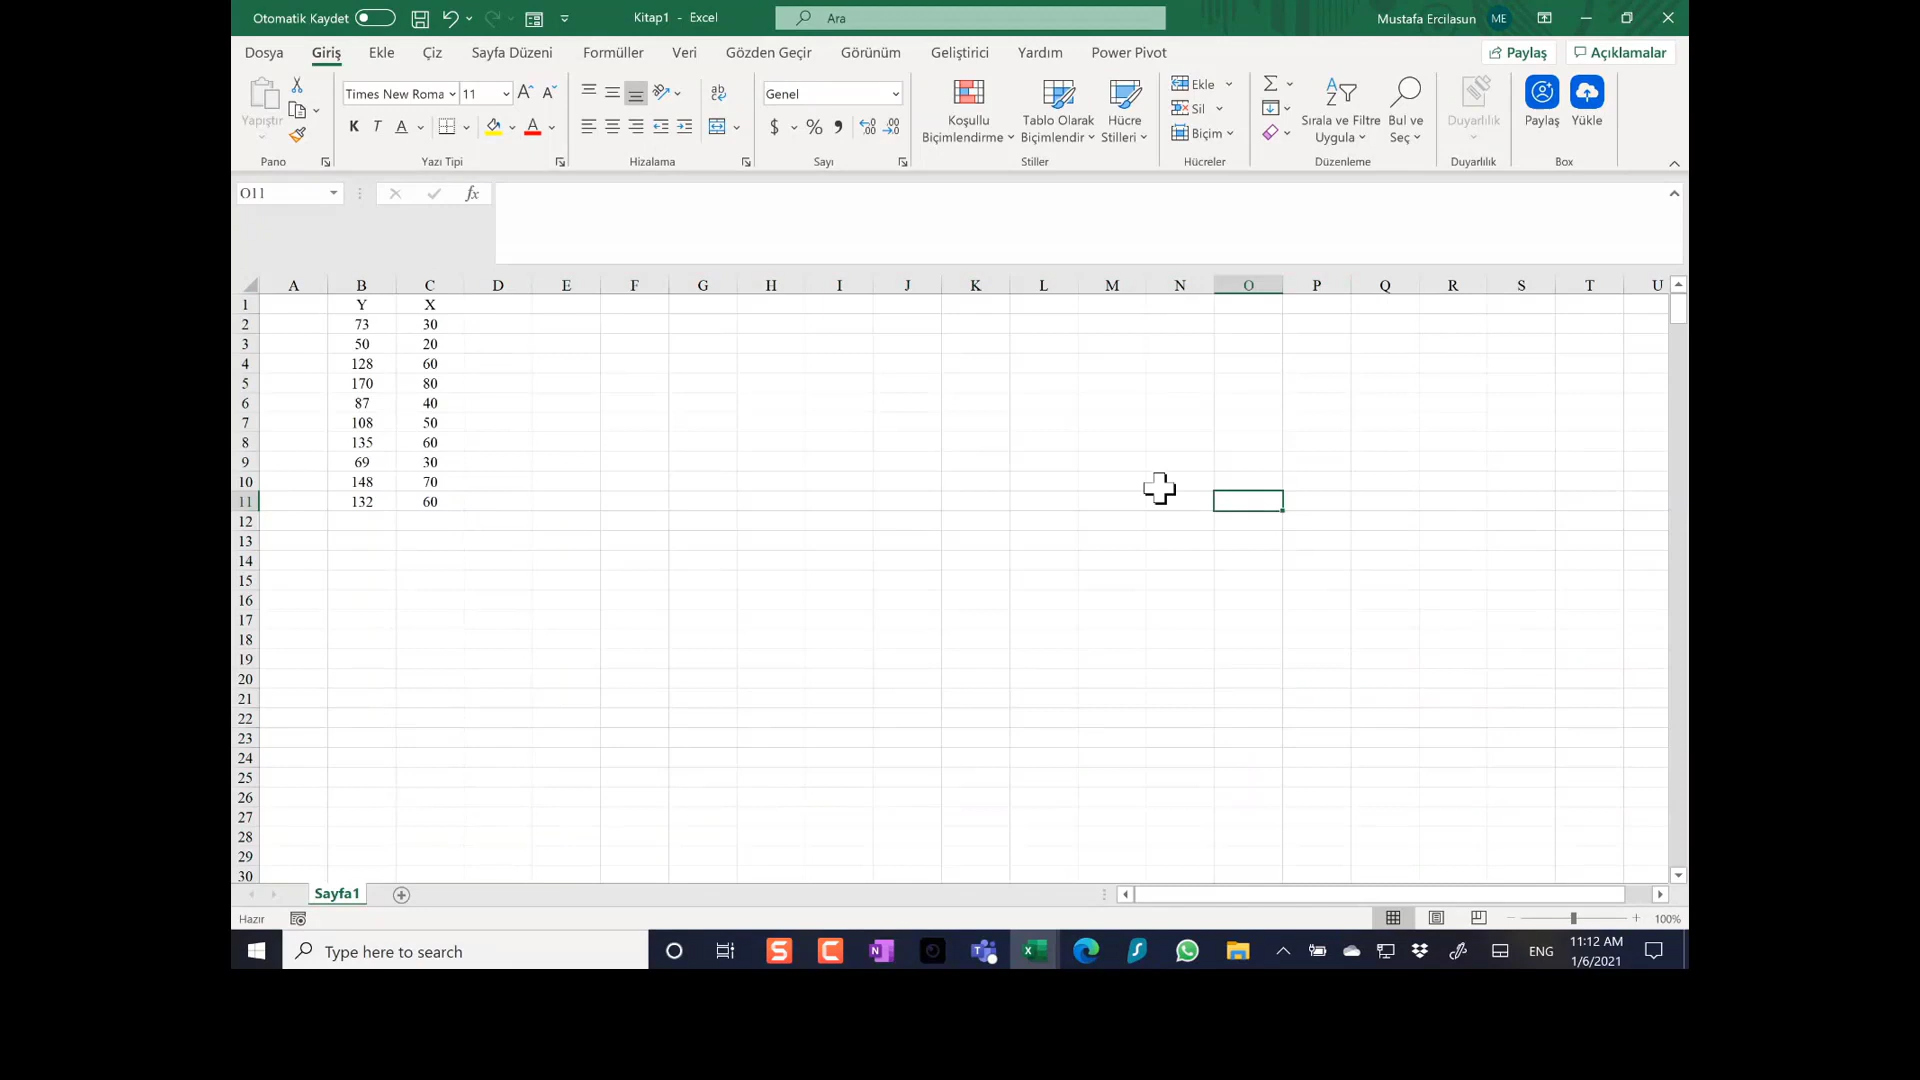 Otomatik Kaydet Kitap1 - Excel Ara Mustafa Ercilasun ME
Dosya Giriş Ekle Çiz Sayfa Düzeni Formüller Veri Gözden Geçir Görünüm Geliştirici Yardım Power Pivot Paylaş Açıklamalar
Yapıştır Times New Roma 11 A A ab Genel Koşullu Biçimlendirme Tablo Olarak Biçimlendir Hücre Stilleri Ekle Sırala ve Filtre Uygula Bul ve Seç Duyarlılık Paylaş Yükle
K T A A $ % Sil
Biçim
Pano Yazı Tipi Hizalama Sayı Stiller Hücreler Düzenleme Duyarlılık Box
O11 fx
A B C D E F G H I J K L M N O P Q R S T U
1 Y X
2 73 30
3 50 20
4 128 60
5 170 80
6 87 40
7 108 50
8 135 60
9 69 30
10 148 70
11 132 60
12
13
14
15
16
17
18
19
20
21
22
23
24
25
26
27
28
29
30
Sayfa1
Hazır 100%
Type here to search ENG 11:12 AM
1/6/2021